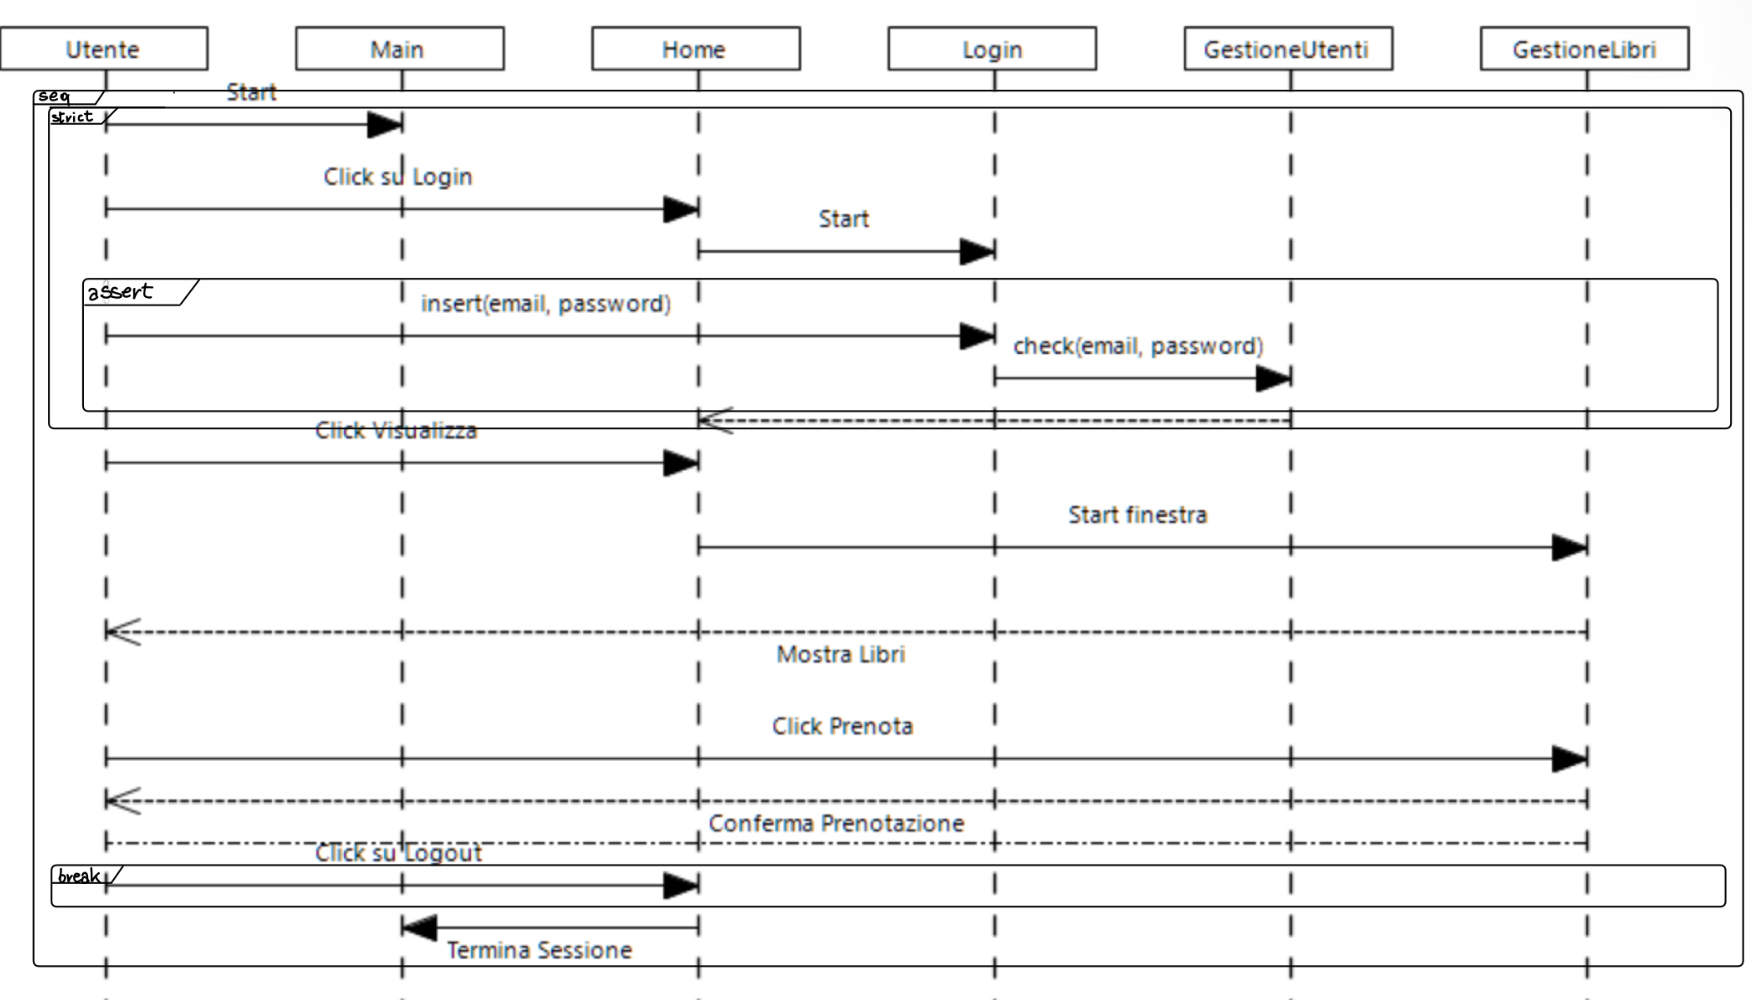 Utente
Main
Home
Login
GestioneUtenti
GestioneLibri
seq
Start
strict
Click su Login
Start
assert
insert(email, password)
check(email, password)
Click Visualizza
Start finestra
Mostra Libri
Click Prenota
Conferma Prenotazione
Click su Logout
break
Termina Sessione